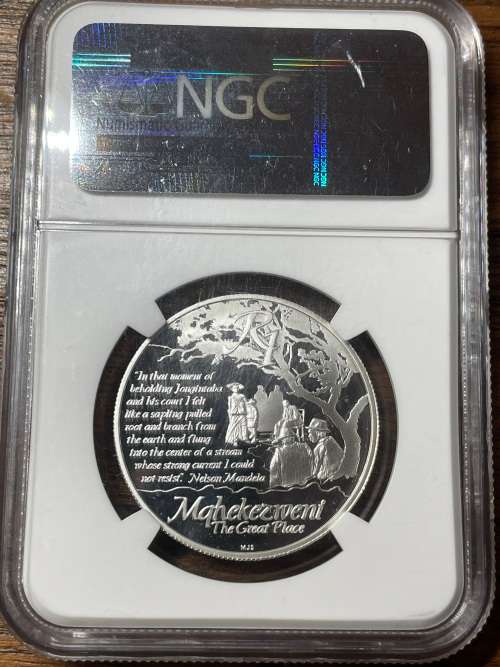 NGC
R1
"In that moment of
beholding Jongintaba
and his court I felt
like a sapling pulled
root and branch from
the earth and flung
into the center of a stream
whose strong current I could
not resist". Nelson Mandela
Mqhekezweni
The Great Place
MJS